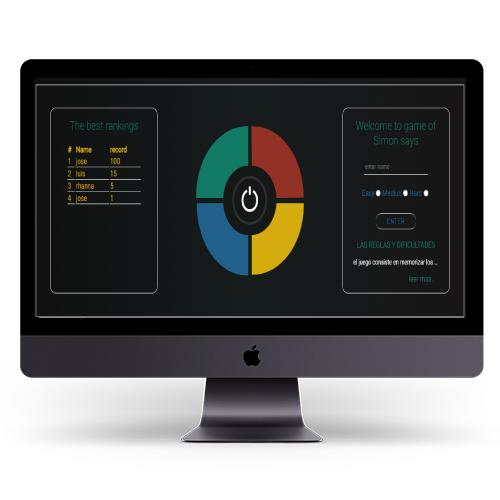 The best rankings
# Name record
1 jose 100
2 luis 15
3 rhanna 5
4 jose 1
Welcome to game of
Simon says
enter name
Easy Medium Hard
ENTER
LAS REGLAS Y DIFICULTADES
el juego consiste en memorizar los ...
leer mas..